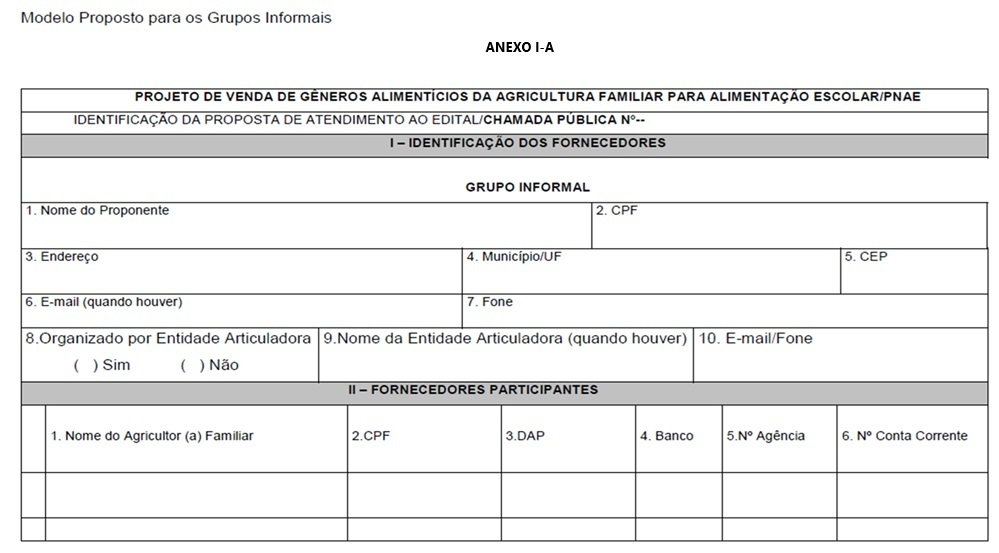 Modelo Proposto para os Grupos Informais
ANEXO I-A
PROJETO DE VENDA DE GÊNEROS ALIMENTÍCIOS DA AGRICULTURA FAMILIAR PARA ALIMENTAÇÃO ESCOLAR/PNAE
IDENTIFICAÇÃO DA PROPOSTA DE ATENDIMENTO AO EDITAL/CHAMADA PÚBLICA Nº--
I – IDENTIFICAÇÃO DOS FORNECEDORES
GRUPO INFORMAL
1. Nome do Proponente 2. CPF
3. Endereço 4. Município/UF 5. CEP
6. E-mail (quando houver) 7. Fone
8.Organizado por Entidade Articuladora 9.Nome da Entidade Articuladora (quando houver) 10. E-mail/Fone
( ) Sim ( ) Não
II – FORNECEDORES PARTICIPANTES
1. Nome do Agricultor (a) Familiar 2.CPF 3.DAP 4. Banco 5.Nº Agência 6. Nº Conta Corrente